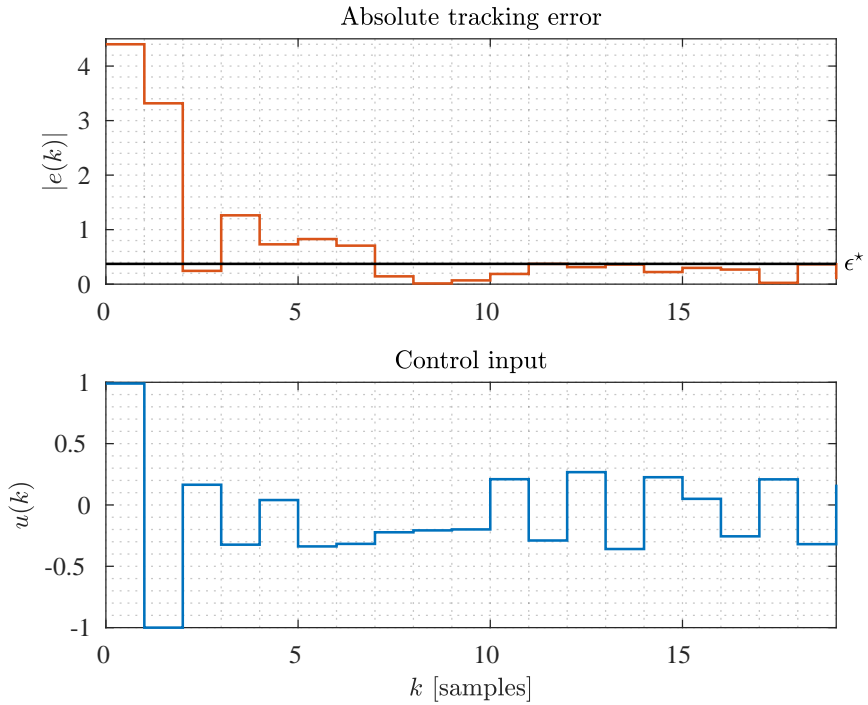 Absolute tracking error
|e(k)|
4
3
2
1
0
ϵ⋆
0 5 10 15
Control input
u(k)
1
0.5
0
-0.5
-1
0 5 10 15
k [samples]